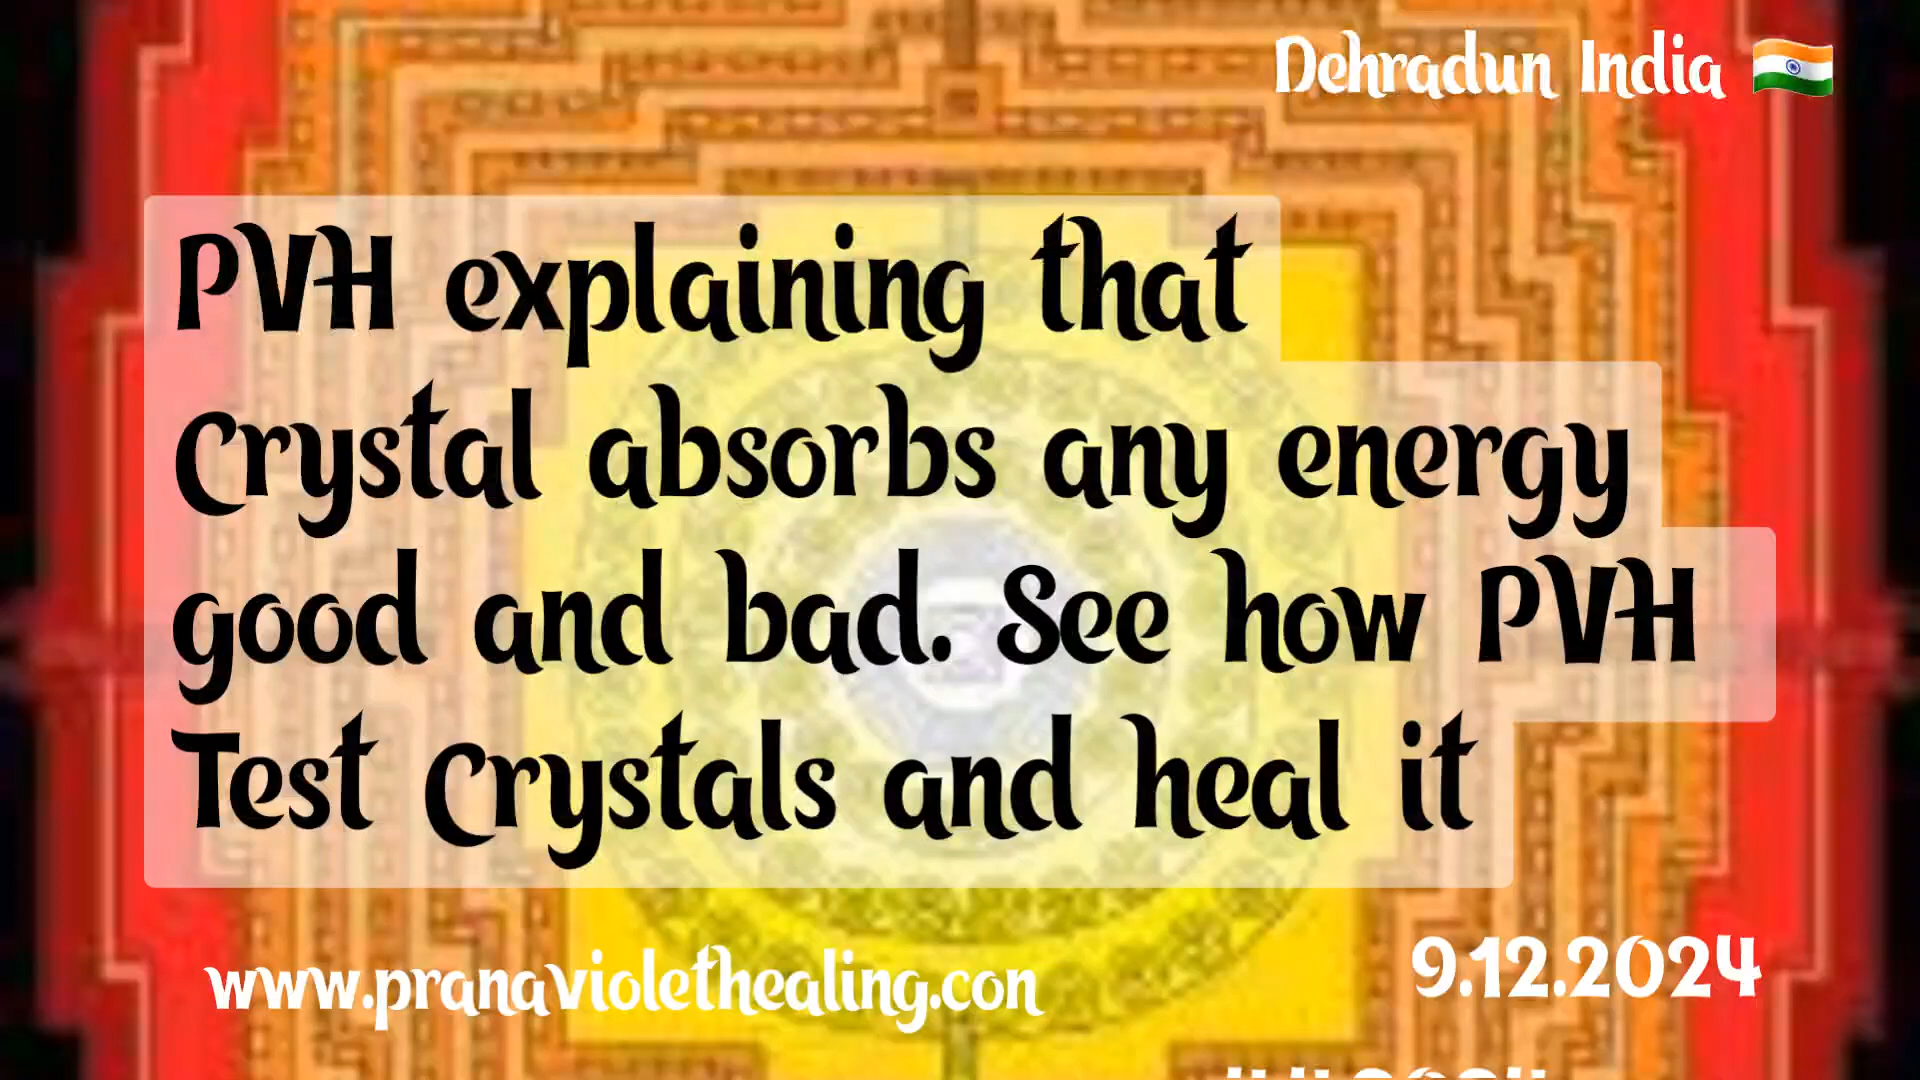 Dehradun India 🇮🇳
PVH explaining that
Crystal absorbs any energy
good and bad. See how PVH
Test Crystals and heal it
www.pranaviolethealing.con
9.12.2024